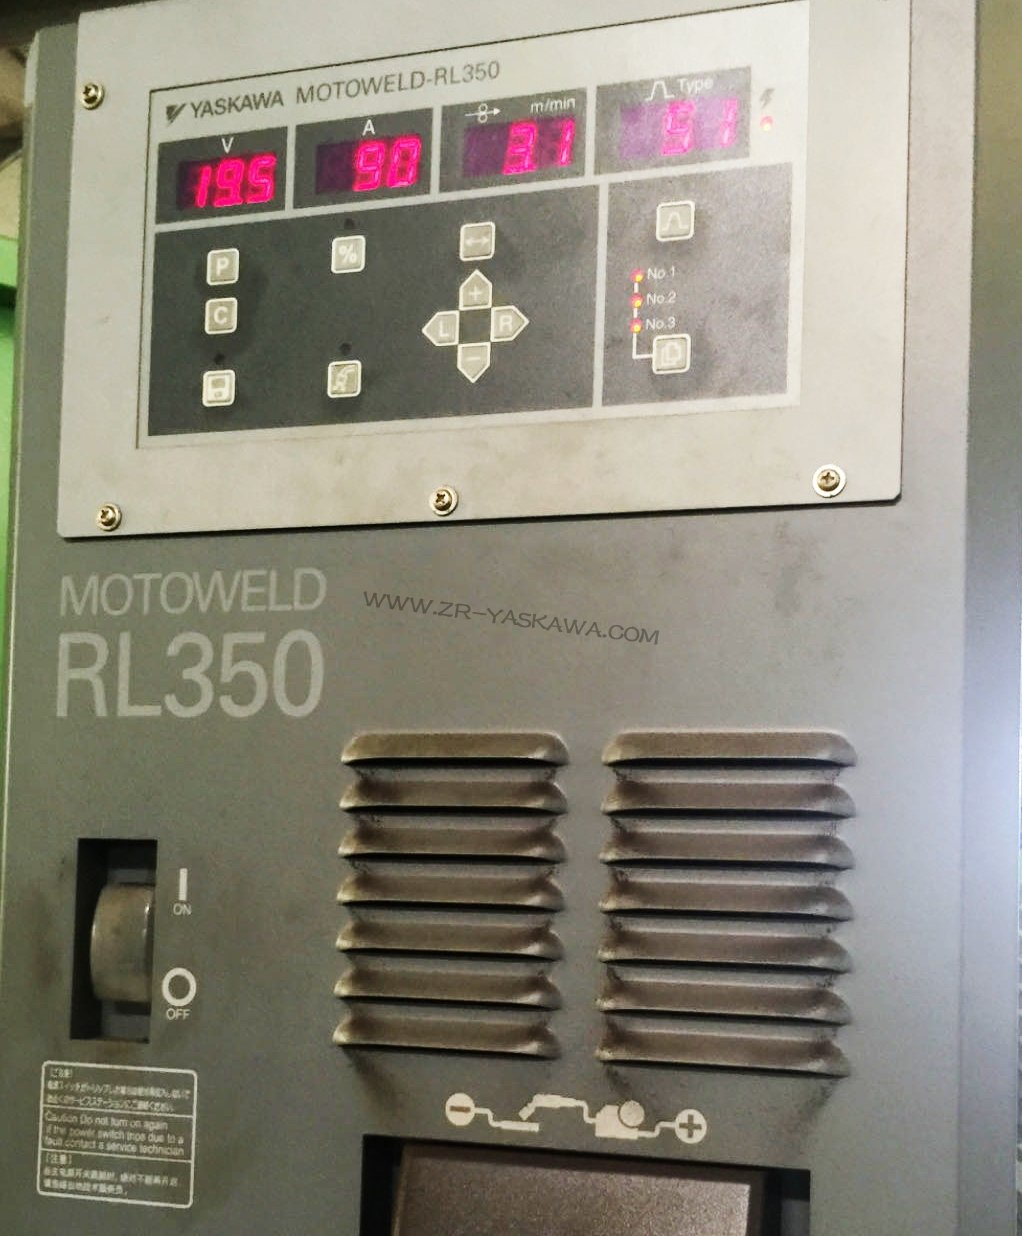 YASKAWA MOTOWELD-RL350
V
A
m/min
Type
19.5
90
3.1
51
P
%
C
+
L
R
−
No.1
No.2
No.3
MOTOWELD
RL350
WWW.ZR-YASKAWA.COM
ON
OFF
Caution Do not turn on again
if the power switch trips due to a
fault.contact a service technician
[注意]